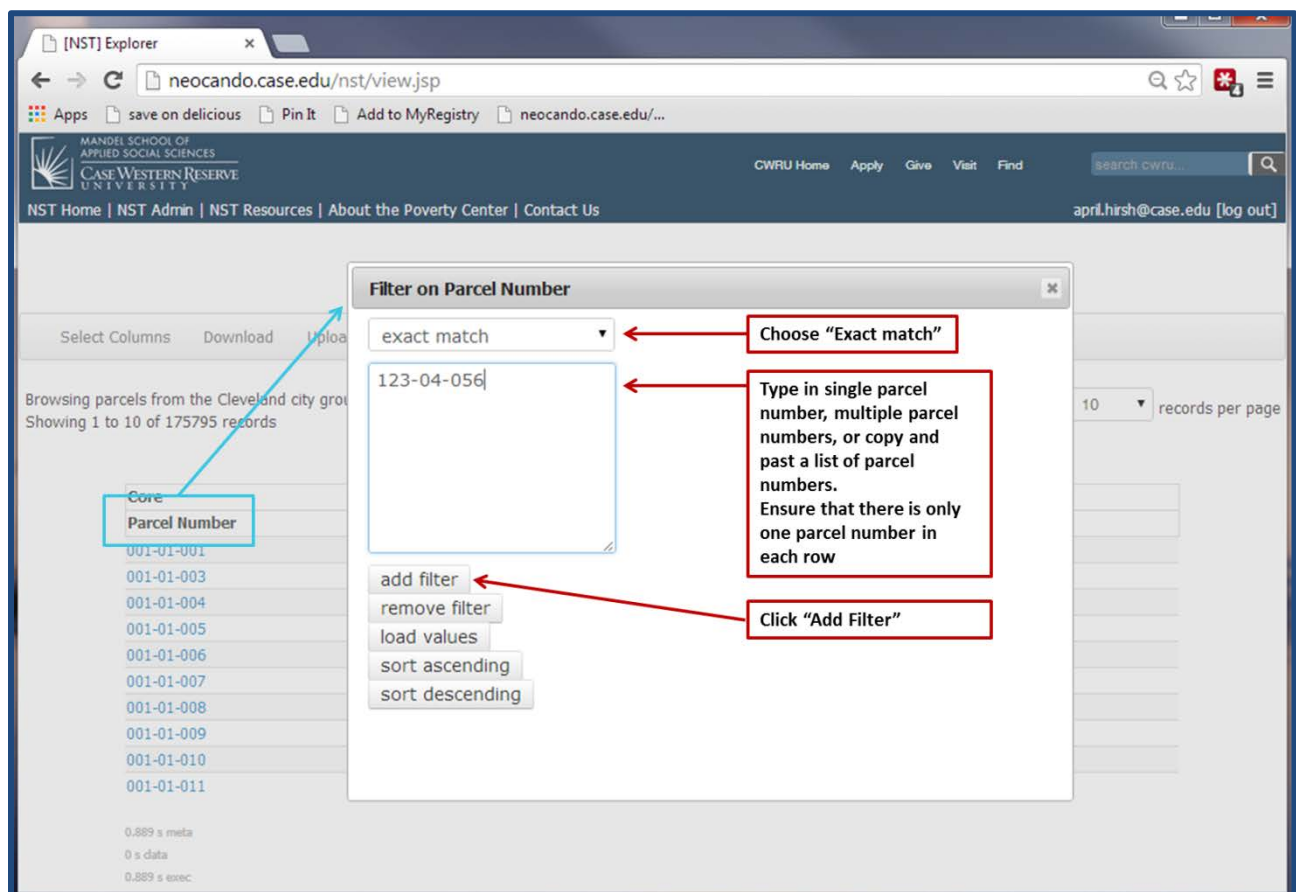 [NST] Explorer
neocando.case.edu/nst/view.jsp
Apps save on delicious Pin It Add to MyRegistry neocando.case.edu/...
MANDEL SCHOOL OF
APPLIED SOCIAL SCIENCES
CASE WESTERN RESERVE
UNIVERSITY
CWRU Home Apply Give Visit Find
search cwru...
NST Home | NST Admin | NST Resources | About the Poverty Center | Contact Us
april.hirsh@case.edu [log out]
Filter on Parcel Number
Select Columns Download Uploa
exact match
Choose “Exact match”
123-04-056
Type in single parcel
number, multiple parcel
numbers, or copy and
past a list of parcel
numbers.
Ensure that there is only
one parcel number in
each row
Browsing parcels from the Cleveland city grou
Showing 1 to 10 of 175795 records
10 records per page
Core
Parcel Number
001-01-001
001-01-003
001-01-004
001-01-005
001-01-006
001-01-007
001-01-008
001-01-009
001-01-010
001-01-011
add filter
remove filter
load values
sort ascending
sort descending
Click “Add Filter”
0.889 s meta
0 s data
0.889 s exec